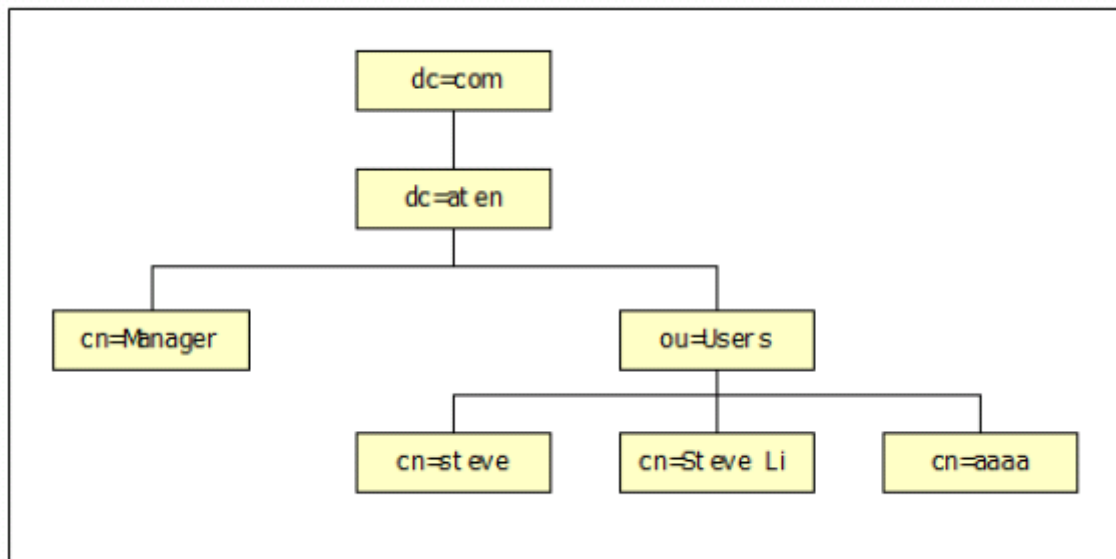 dc=com
dc=aten
cn=Manager
ou=Users
cn=steve
cn=Steve Li
cn=aaaa